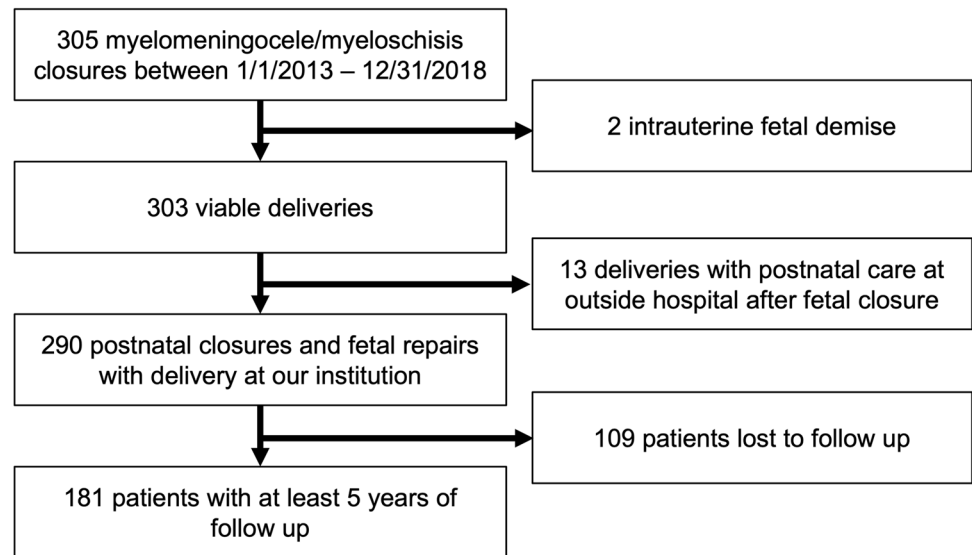 305 myelomeningocele/myeloschisis
closures between 1/1/2013 – 12/31/2018
2 intrauterine fetal demise
303 viable deliveries
13 deliveries with postnatal care at
outside hospital after fetal closure
290 postnatal closures and fetal repairs
with delivery at our institution
109 patients lost to follow up
181 patients with at least 5 years of
follow up